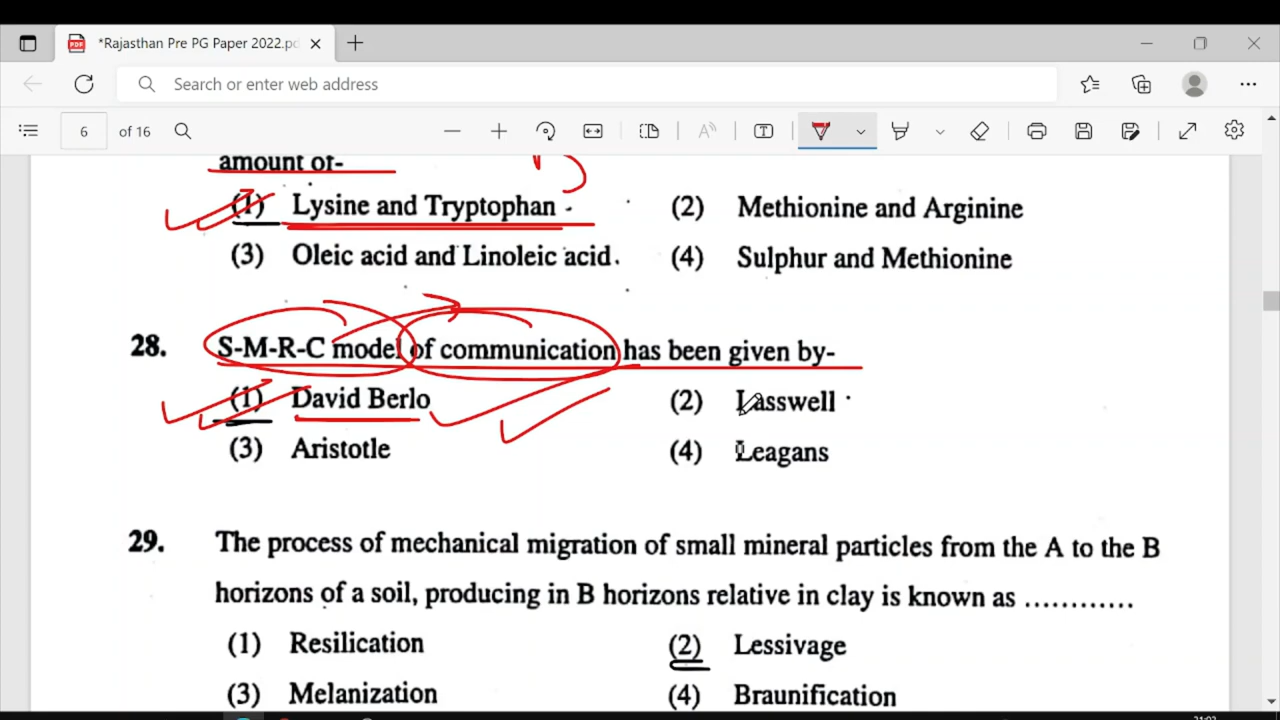 *Rajasthan Pre PG Paper 2022.pd
Search or enter web address
6 of 16
amount of-
(1) Lysine and Tryptophan (2) Methionine and Arginine
(3) Oleic acid and Linoleic acid. (4) Sulphur and Methionine
28. S-M-R-C model of communication has been given by-
(1) David Berlo (2) Lasswell
(3) Aristotle (4) Leagans
29. The process of mechanical migration of small mineral particles from the A to the B
horizons of a soil, producing in B horizons relative in clay is known as ............
(1) Resilication (2) Lessivage
(3) Melanization (4) Braunification